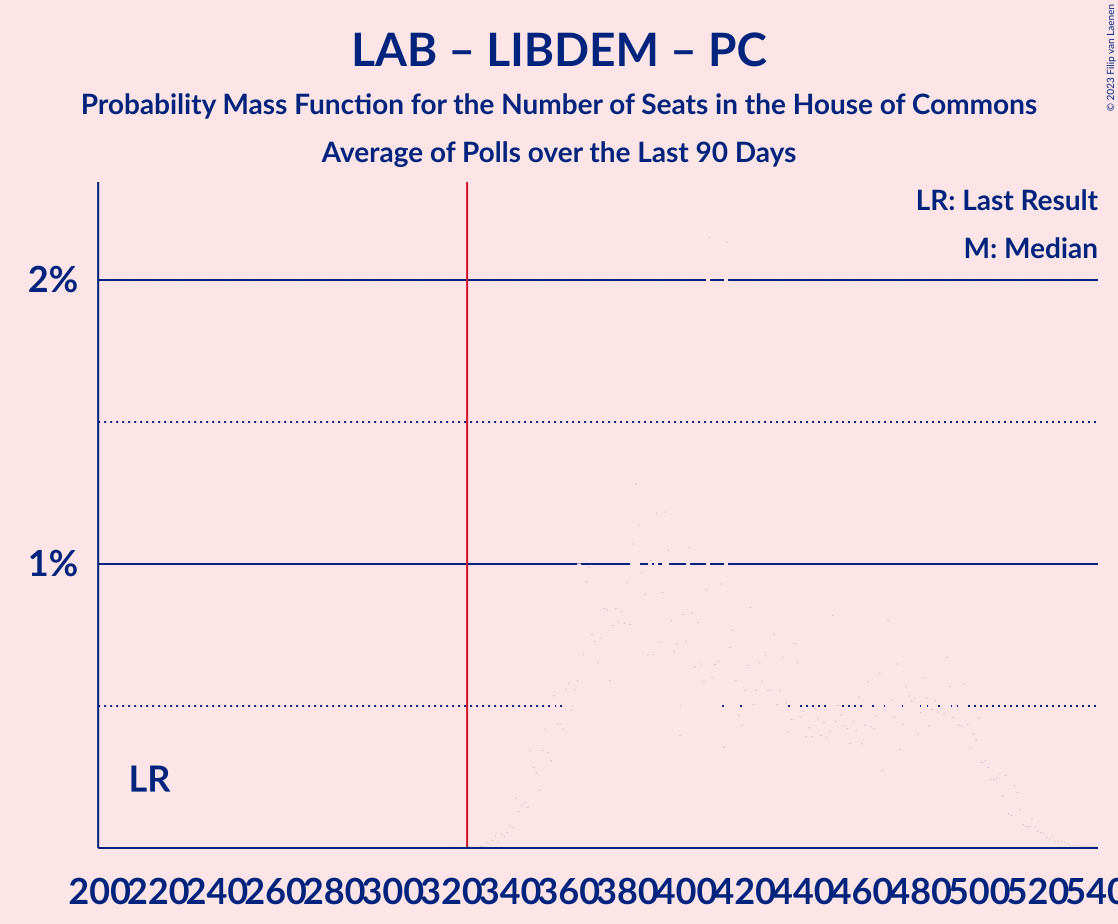 LAB – LIBDEM – PC
Probability Mass Function for the Number of Seats in the House of Commons
Average of Polls over the Last 90 Days
© 2023 Filip van Laenen
LR: Last Result
M: Median
2%
1%
LR
200 220 240 260 280 300 320 340 360 380 400 420 440 460 480 500 520 540